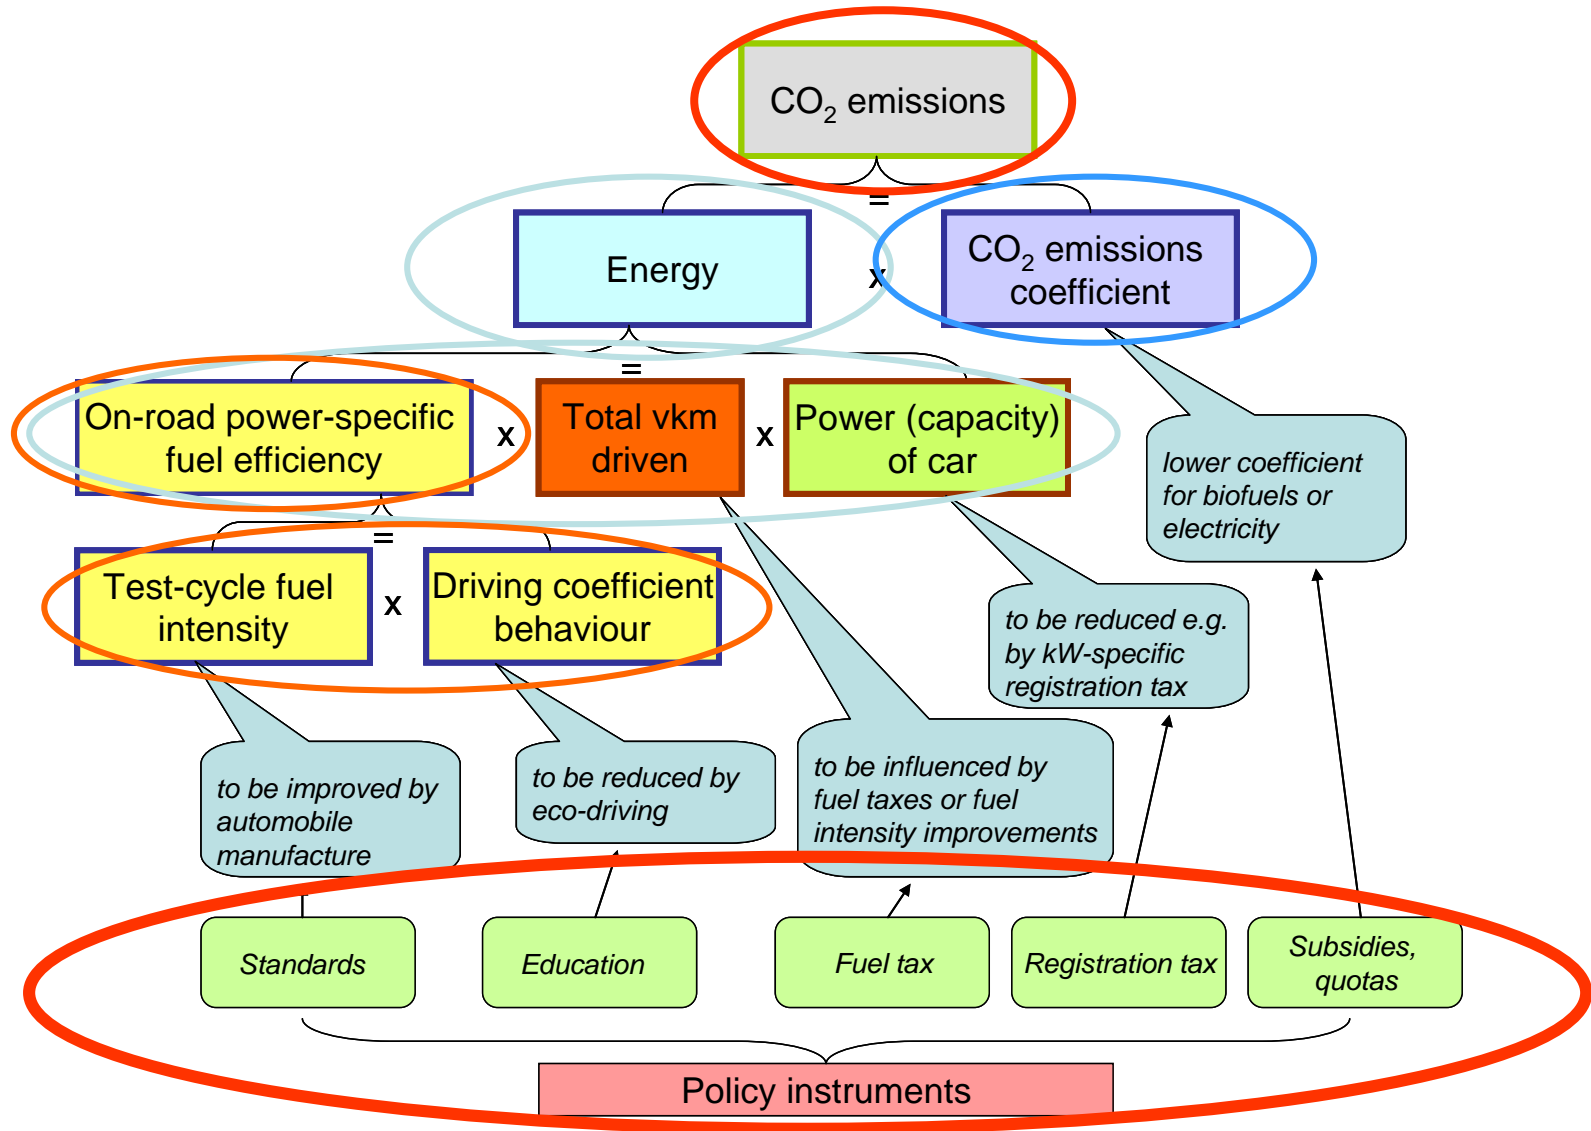 CO₂ emissions
=
Energy
x
CO₂ emissions
coefficient
=
On-road power-specific
fuel efficiency
x
Total vkm
driven
x
Power (capacity)
of car
lower coefficient
for biofuels or
electricity
=
Test-cycle fuel
intensity
x
Driving coefficient
behaviour
to be reduced e.g.
by kW-specific
registration tax
to be improved by
automobile
manufacture
to be reduced by
eco-driving
to be influenced by
fuel taxes or fuel
intensity improvements
Standards
Education
Fuel tax
Registration tax
Subsidies,
quotas
Policy instruments